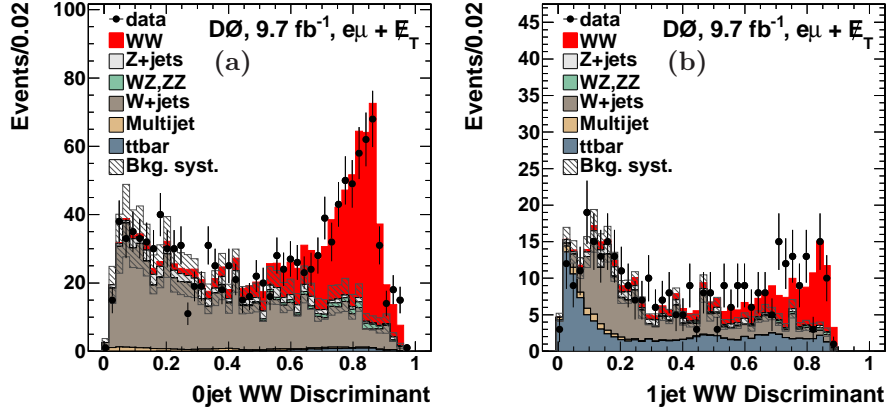 Events/0.02
100
80
60
40
20
0
DØ, 9.7 fb-1, eμ + E̸T
(a)
data
WW
Z+jets
WZ,ZZ
W+jets
Multijet
ttbar
Bkg. syst.
0 0.2 0.4 0.6 0.8 1
0jet WW Discriminant
Events/0.02
45
40
35
30
25
20
15
10
5
0
DØ, 9.7 fb-1, eμ + E̸T
(b)
data
WW
Z+jets
WZ,ZZ
W+jets
Multijet
ttbar
Bkg. syst.
0 0.2 0.4 0.6 0.8 1
1jet WW Discriminant